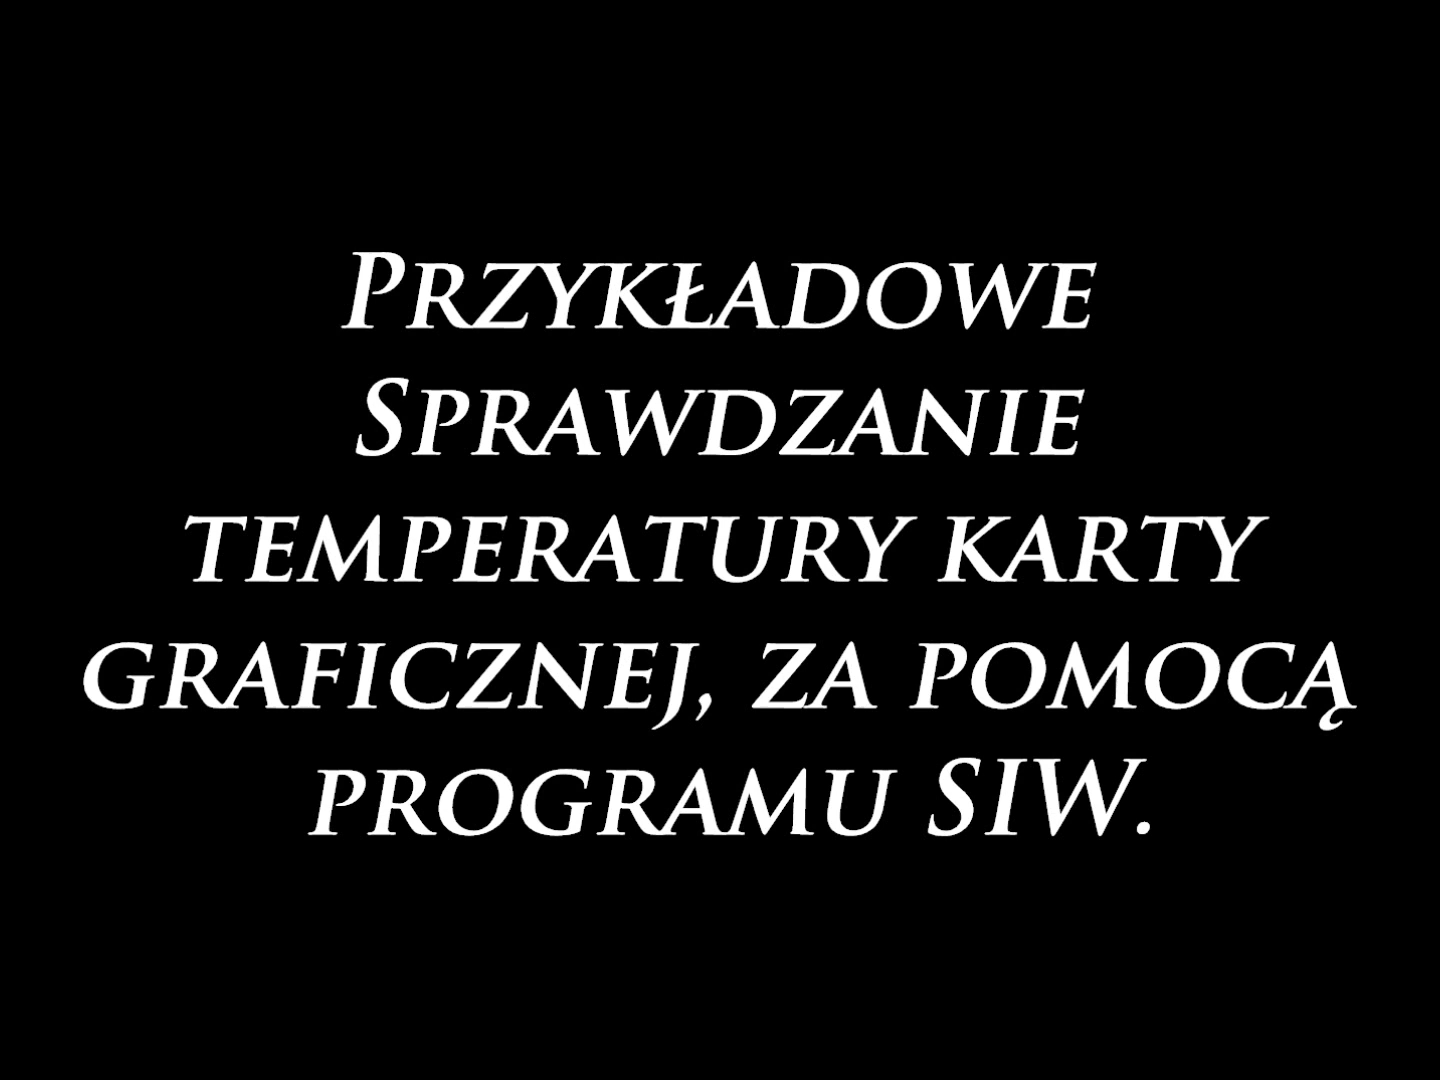 Przykładowe
Sprawdzanie
temperatury karty
graficznej, za pomocą
programu SIW.